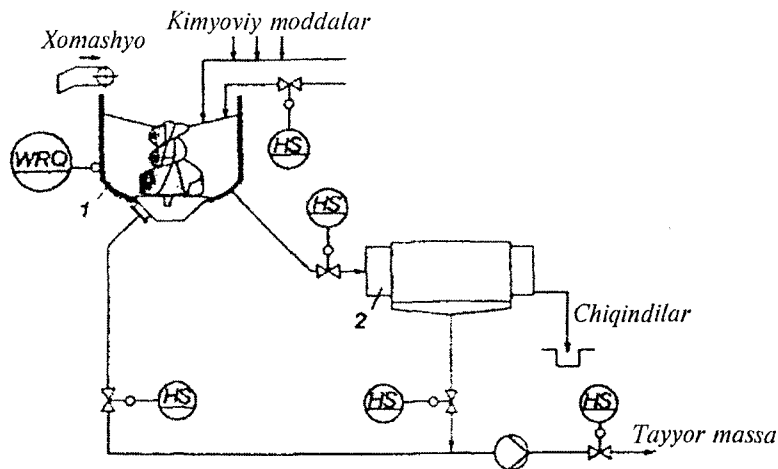 Kimyoviy moddalar
Xomashyo
HS
WRQ
1
HS
2
Chiqindilar
HS
HS
HS
Tayyor massa